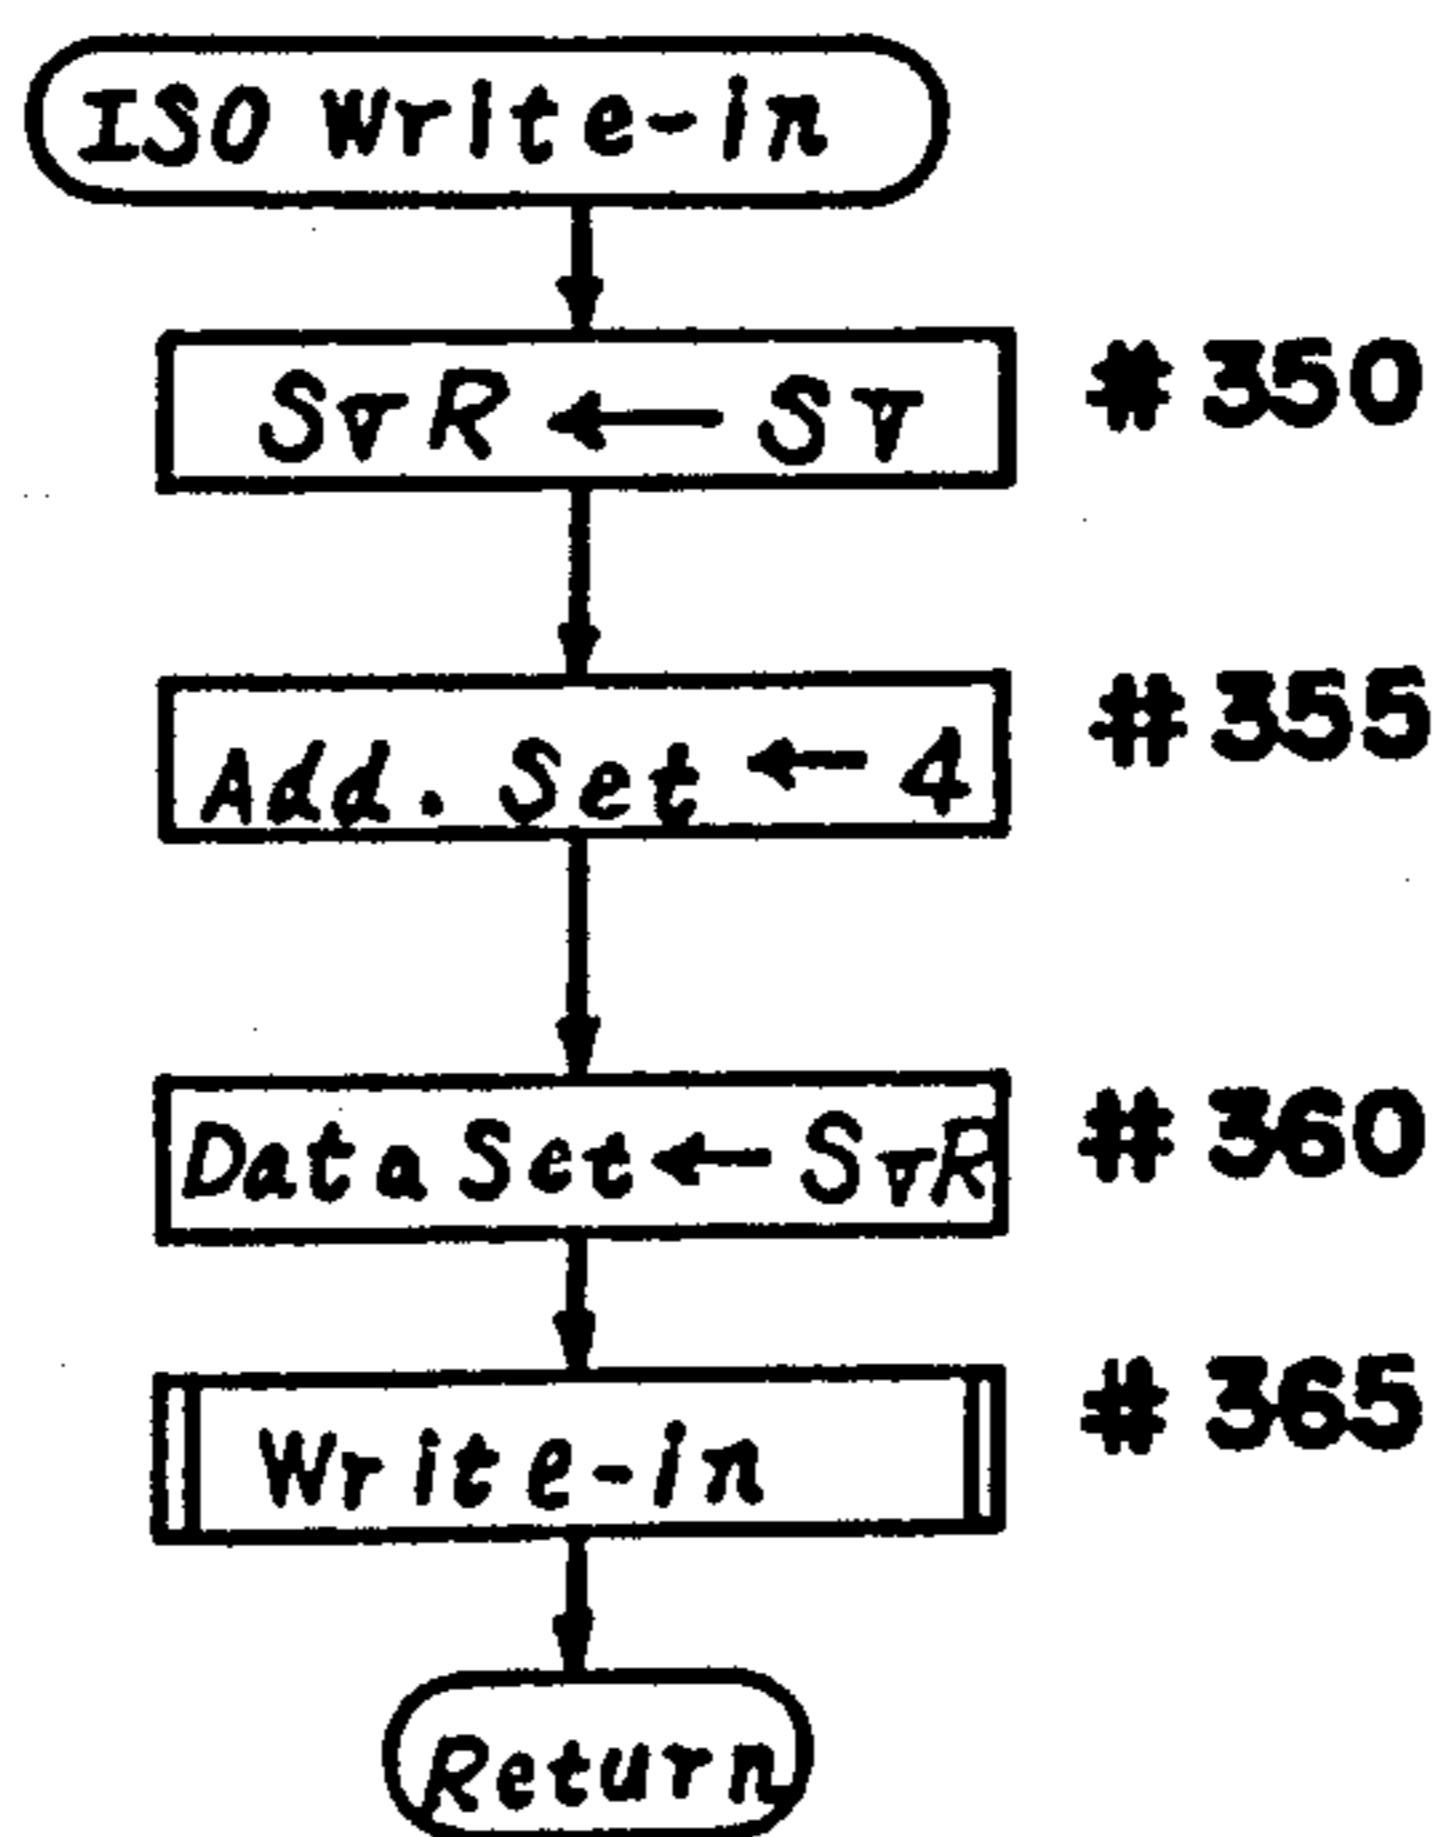 ISO Write-in
SvR ← Sv #350
Add. Set ← 4 #355
Data Set ← SvR #360
Write-in #365
Return